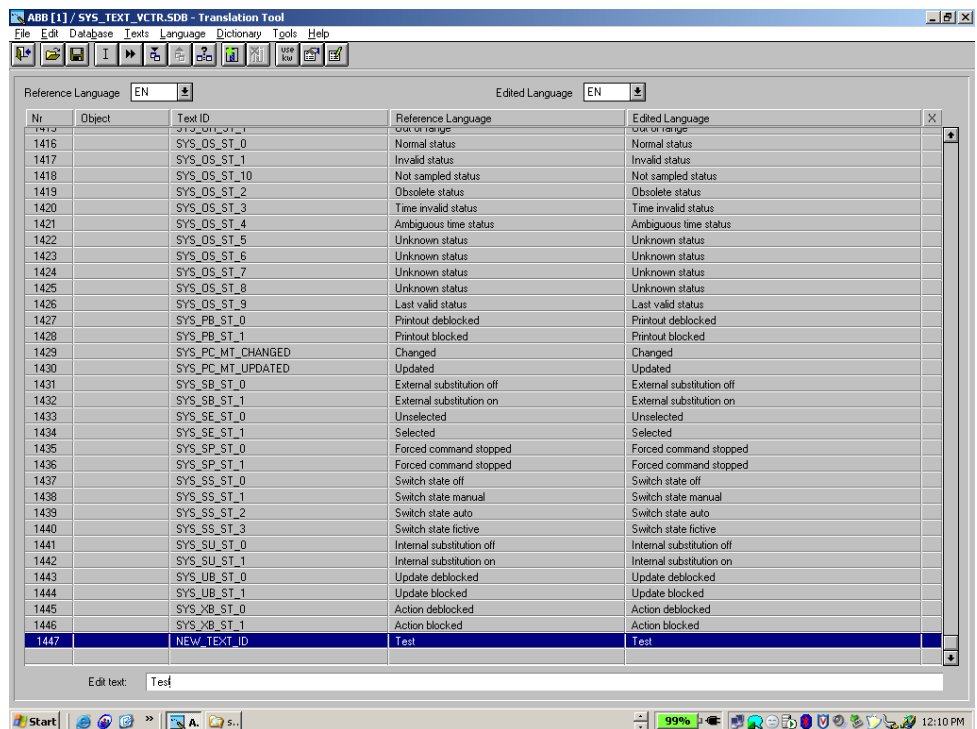 ABB [1] / SYS_TEXT_VCTR.SDB - Translation Tool
File Edit Database Texts Language Dictionary Tools Help
use kw
Reference Language EN Edited Language EN
Nr Object Text ID Reference Language Edited Language X
1415 SYS_OR_ST_1 Out of range Out of range
1416 SYS_OS_ST_0 Normal status Normal status
1417 SYS_OS_ST_1 Invalid status Invalid status
1418 SYS_OS_ST_10 Not sampled status Not sampled status
1419 SYS_OS_ST_2 Obsolete status Obsolete status
1420 SYS_OS_ST_3 Time invalid status Time invalid status
1421 SYS_OS_ST_4 Ambiguous time status Ambiguous time status
1422 SYS_OS_ST_5 Unknown status Unknown status
1423 SYS_OS_ST_6 Unknown status Unknown status
1424 SYS_OS_ST_7 Unknown status Unknown status
1425 SYS_OS_ST_8 Unknown status Unknown status
1426 SYS_OS_ST_9 Last valid status Last valid status
1427 SYS_PB_ST_0 Printout deblocked Printout deblocked
1428 SYS_PB_ST_1 Printout blocked Printout blocked
1429 SYS_PC_MT_CHANGED Changed Changed
1430 SYS_PC_MT_UPDATED Updated Updated
1431 SYS_SB_ST_0 External substitution off External substitution off
1432 SYS_SB_ST_1 External substitution on External substitution on
1433 SYS_SE_ST_0 Unselected Unselected
1434 SYS_SE_ST_1 Selected Selected
1435 SYS_SP_ST_0 Forced command stopped Forced command stopped
1436 SYS_SP_ST_1 Forced command stopped Forced command stopped
1437 SYS_SS_ST_0 Switch state off Switch state off
1438 SYS_SS_ST_1 Switch state manual Switch state manual
1439 SYS_SS_ST_2 Switch state auto Switch state auto
1440 SYS_SS_ST_3 Switch state fictive Switch state fictive
1441 SYS_SU_ST_0 Internal substitution off Internal substitution off
1442 SYS_SU_ST_1 Internal substitution on Internal substitution on
1443 SYS_UB_ST_0 Update deblocked Update deblocked
1444 SYS_UB_ST_1 Update blocked Update blocked
1445 SYS_XB_ST_0 Action deblocked Action deblocked
1446 SYS_XB_ST_1 Action blocked Action blocked
1447 NEW_TEXT_ID Test Test
Edit text: Test
Start » A. s.. 99% 12:10 PM